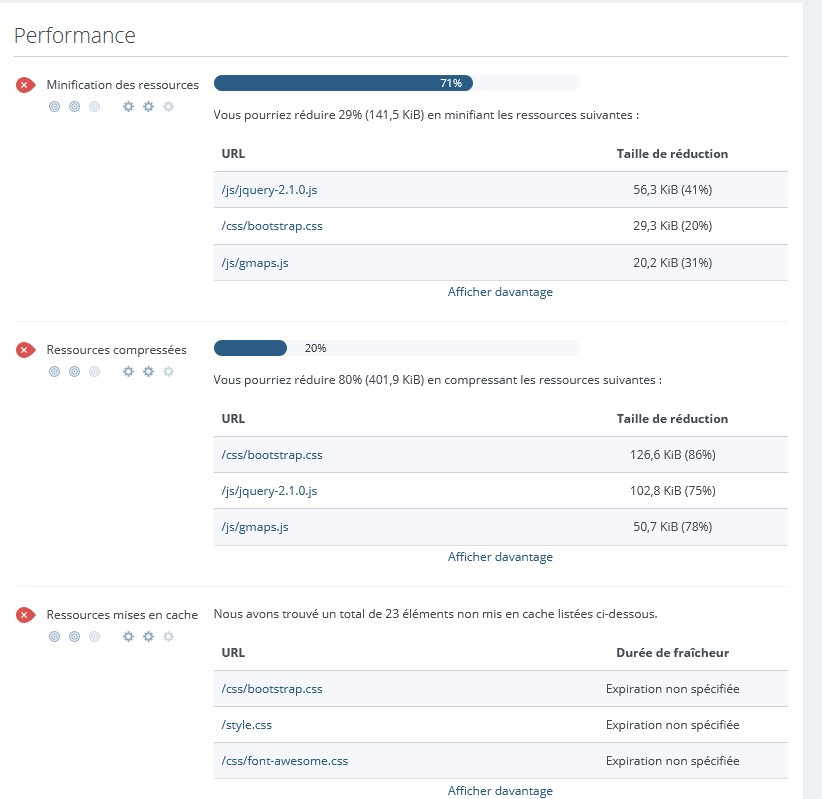 Performance
Minification des ressources
71%
Vous pourriez réduire 29% (141,5 KiB) en minifiant les ressources suivantes :
URL Taille de réduction
/js/jquery-2.1.0.js 56,3 KiB (41%)
/css/bootstrap.css 29,3 KiB (20%)
/js/gmaps.js 20,2 KiB (31%)
Afficher davantage
Ressources compressées
20%
Vous pourriez réduire 80% (401,9 KiB) en compressant les ressources suivantes :
URL Taille de réduction
/css/bootstrap.css 126,6 KiB (86%)
/js/jquery-2.1.0.js 102,8 KiB (75%)
/js/gmaps.js 50,7 KiB (78%)
Afficher davantage
Ressources mises en cache
Nous avons trouvé un total de 23 éléments non mis en cache listées ci-dessous.
URL Durée de fraîcheur
/css/bootstrap.css Expiration non spécifiée
/style.css Expiration non spécifiée
/css/font-awesome.css Expiration non spécifiée
Afficher davantage